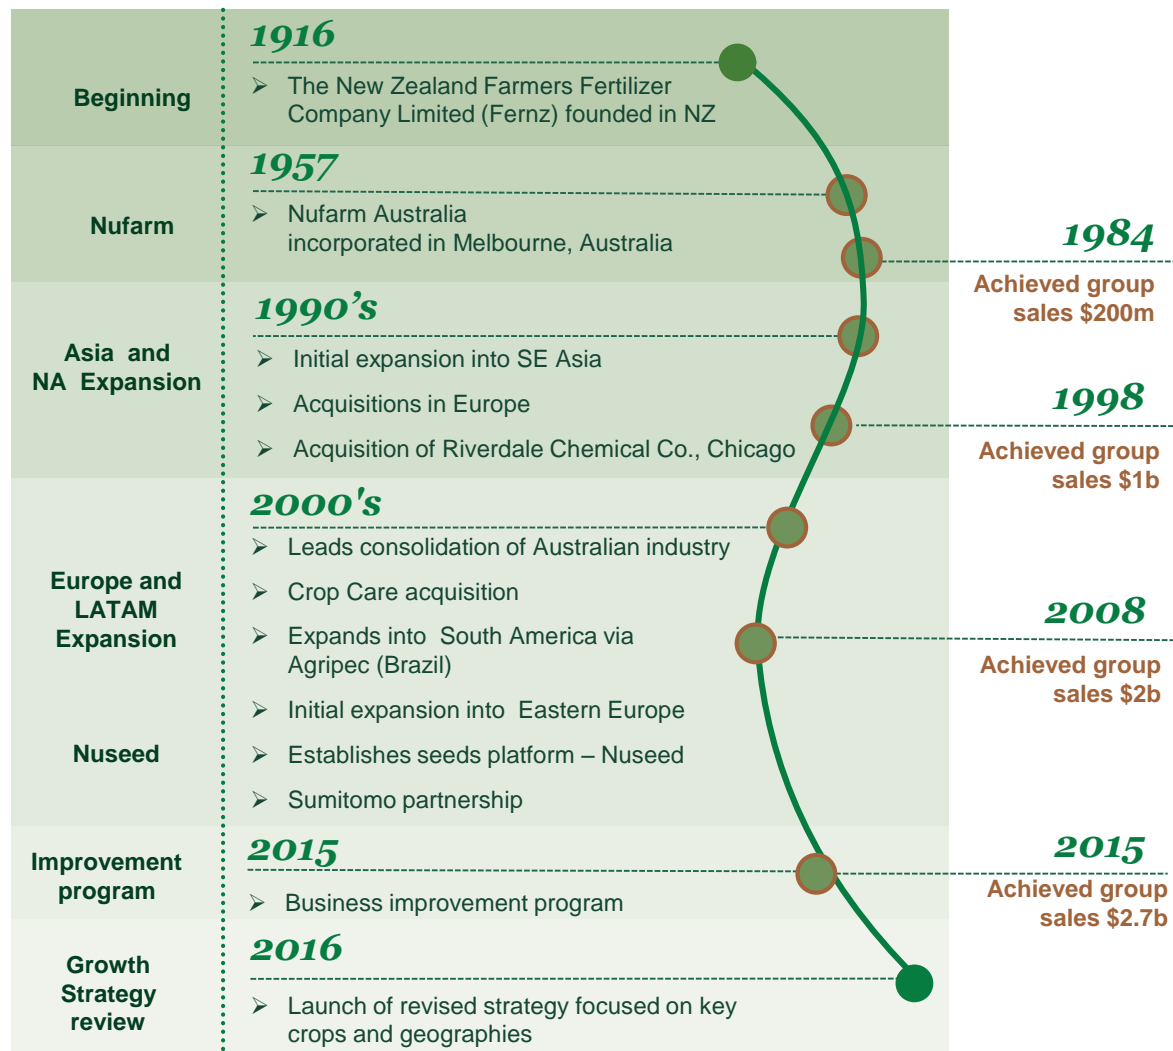 1916
Beginning
➢ The New Zealand Farmers Fertilizer
Company Limited (Fernz) founded in NZ
1957
Nufarm
➢ Nufarm Australia
incorporated in Melbourne, Australia
1984
Achieved group
sales $200m
1990’s
Asia and
NA Expansion
➢ Initial expansion into SE Asia
➢ Acquisitions in Europe
➢ Acquisition of Riverdale Chemical Co., Chicago
1998
Achieved group
sales $1b
2000's
Europe and
LATAM
Expansion
➢ Leads consolidation of Australian industry
➢ Crop Care acquisition
➢ Expands into South America via
Agripec (Brazil)
➢ Initial expansion into Eastern Europe
Nuseed
➢ Establishes seeds platform – Nuseed
➢ Sumitomo partnership
2008
Achieved group
sales $2b
2015
Improvement
program
➢ Business improvement program
2015
Achieved group
sales $2.7b
2016
Growth
Strategy
review
➢ Launch of revised strategy focused on key
crops and geographies